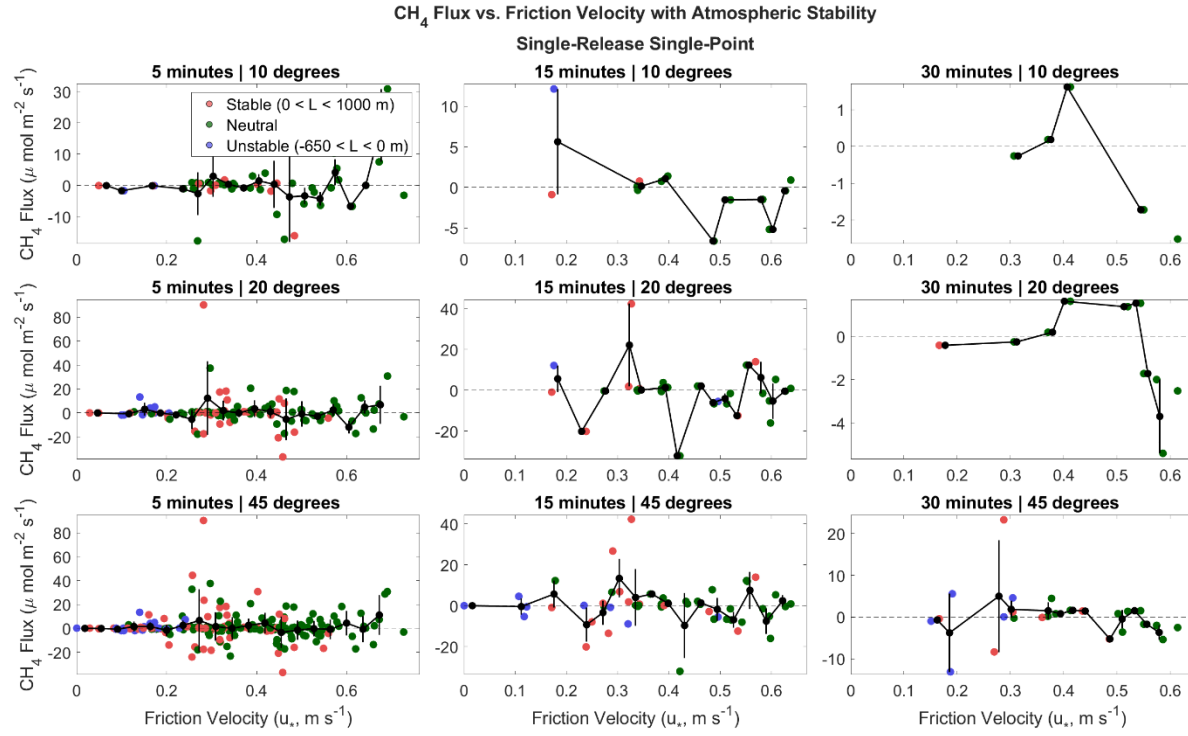 CH4 Flux vs. Friction Velocity with Atmospheric Stability
Single-Release Single-Point
5 minutes | 10 degrees
15 minutes | 10 degrees
30 minutes | 10 degrees
CH4 Flux (μ mol m-2 s-1)
30
20
10
0
-10
Stable (0 < L < 1000 m)
Neutral
Unstable (-650 < L < 0 m)
0 0.2 0.4 0.6
10
5
0
-5
0 0.1 0.2 0.3 0.4 0.5 0.6
1
0
-1
-2
0 0.1 0.2 0.3 0.4 0.5 0.6
5 minutes | 20 degrees
15 minutes | 20 degrees
30 minutes | 20 degrees
CH4 Flux (μ mol m-2 s-1)
80
60
40
20
0
-20
0 0.2 0.4 0.6
40
20
0
-20
0 0.1 0.2 0.3 0.4 0.5 0.6
0
-2
-4
0 0.1 0.2 0.3 0.4 0.5 0.6
5 minutes | 45 degrees
15 minutes | 45 degrees
30 minutes | 45 degrees
CH4 Flux (μ mol m-2 s-1)
80
60
40
20
0
-20
0 0.2 0.4 0.6
40
20
0
-20
0 0.1 0.2 0.3 0.4 0.5 0.6
20
10
0
-10
0 0.1 0.2 0.3 0.4 0.5 0.6
Friction Velocity (u*, m s-1)
Friction Velocity (u*, m s-1)
Friction Velocity (u*, m s-1)